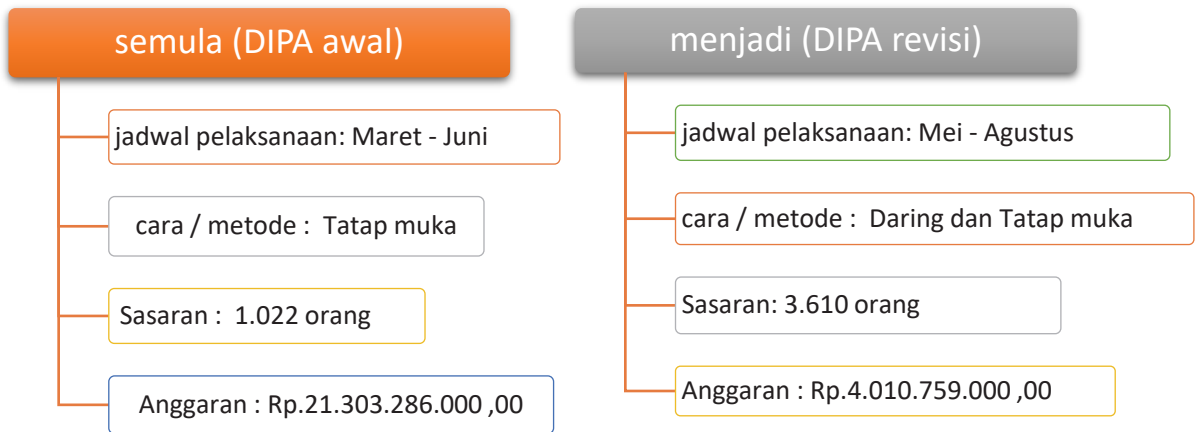 semula (DIPA awal)
jadwal pelaksanaan: Maret - Juni
cara / metode : Tatap muka
Sasaran : 1.022 orang
Anggaran : Rp.21.303.286.000 ,00
menjadi (DIPA revisi)
jadwal pelaksanaan: Mei - Agustus
cara / metode : Daring dan Tatap muka
Sasaran: 3.610 orang
Anggaran : Rp.4.010.759.000 ,00